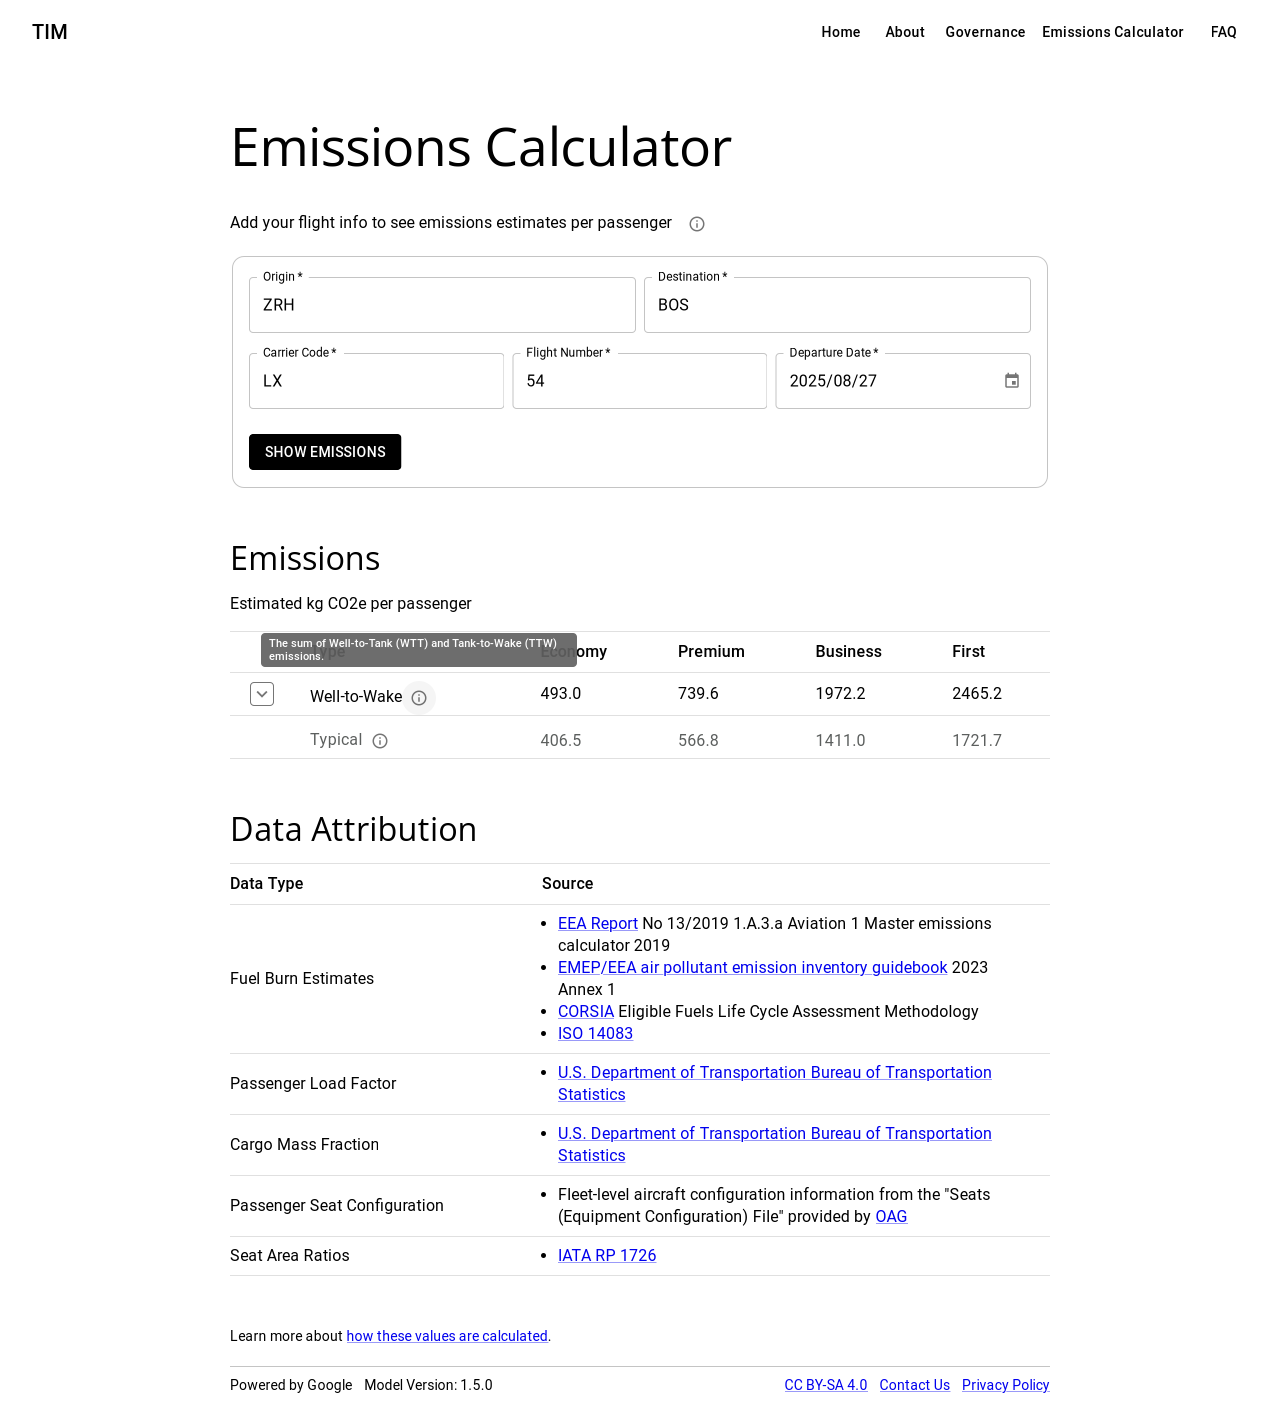 TIM
Home About Governance Emissions Calculator FAQ
Emissions Calculator
Add your flight info to see emissions estimates per passenger
Origin * Destination *
ZRH BOS
Carrier Code * Flight Number * Departure Date *
LX 54 2025/08/27
SHOW EMISSIONS
Emissions
Estimated kg CO2e per passenger
The sum of Well-to-Tank (WTT) and Tank-to-Wake (TTW)
emissions.
Type Economy Premium Business First
Well-to-Wake 493.0 739.6 1972.2 2465.2
Typical 406.5 566.8 1411.0 1721.7
Data Attribution
Data Type Source
Fuel Burn Estimates
• EEA Report No 13/2019 1.A.3.a Aviation 1 Master emissions
calculator 2019
• EMEP/EEA air pollutant emission inventory guidebook 2023
Annex 1
• CORSIA Eligible Fuels Life Cycle Assessment Methodology
• ISO 14083
Passenger Load Factor
• U.S. Department of Transportation Bureau of Transportation
Statistics
Cargo Mass Fraction
• U.S. Department of Transportation Bureau of Transportation
Statistics
Passenger Seat Configuration
• Fleet-level aircraft configuration information from the "Seats
(Equipment Configuration) File" provided by OAG
Seat Area Ratios
• IATA RP 1726
Learn more about how these values are calculated.
Powered by Google Model Version: 1.5.0 CC BY-SA 4.0 Contact Us Privacy Policy